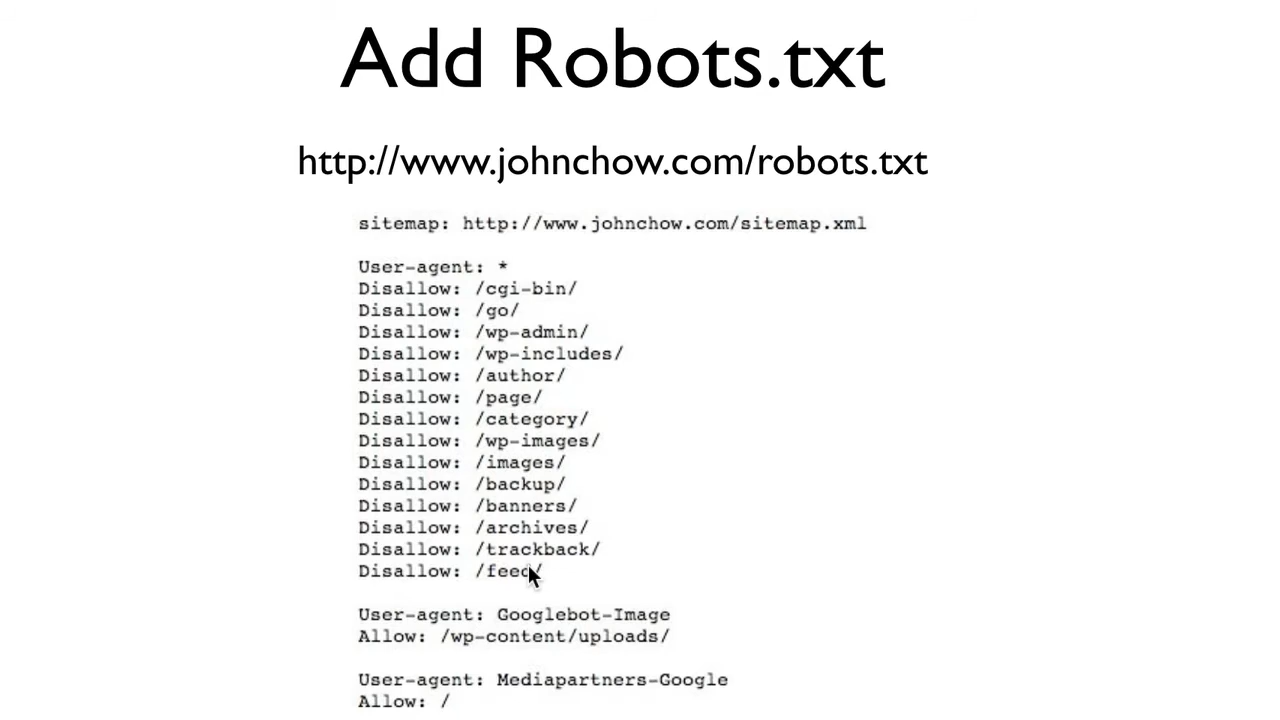 Add Robots.txt
http://www.johnchow.com/robots.txt
sitemap: http://www.johnchow.com/sitemap.xml
User-agent: *
Disallow: /cgi-bin/
Disallow: /go/
Disallow: /wp-admin/
Disallow: /wp-includes/
Disallow: /author/
Disallow: /page/
Disallow: /category/
Disallow: /wp-images/
Disallow: /images/
Disallow: /backup/
Disallow: /banners/
Disallow: /archives/
Disallow: /trackback/
Disallow: /feed/
User-agent: Googlebot-Image
Allow: /wp-content/uploads/
User-agent: Mediapartners-Google
Allow: /